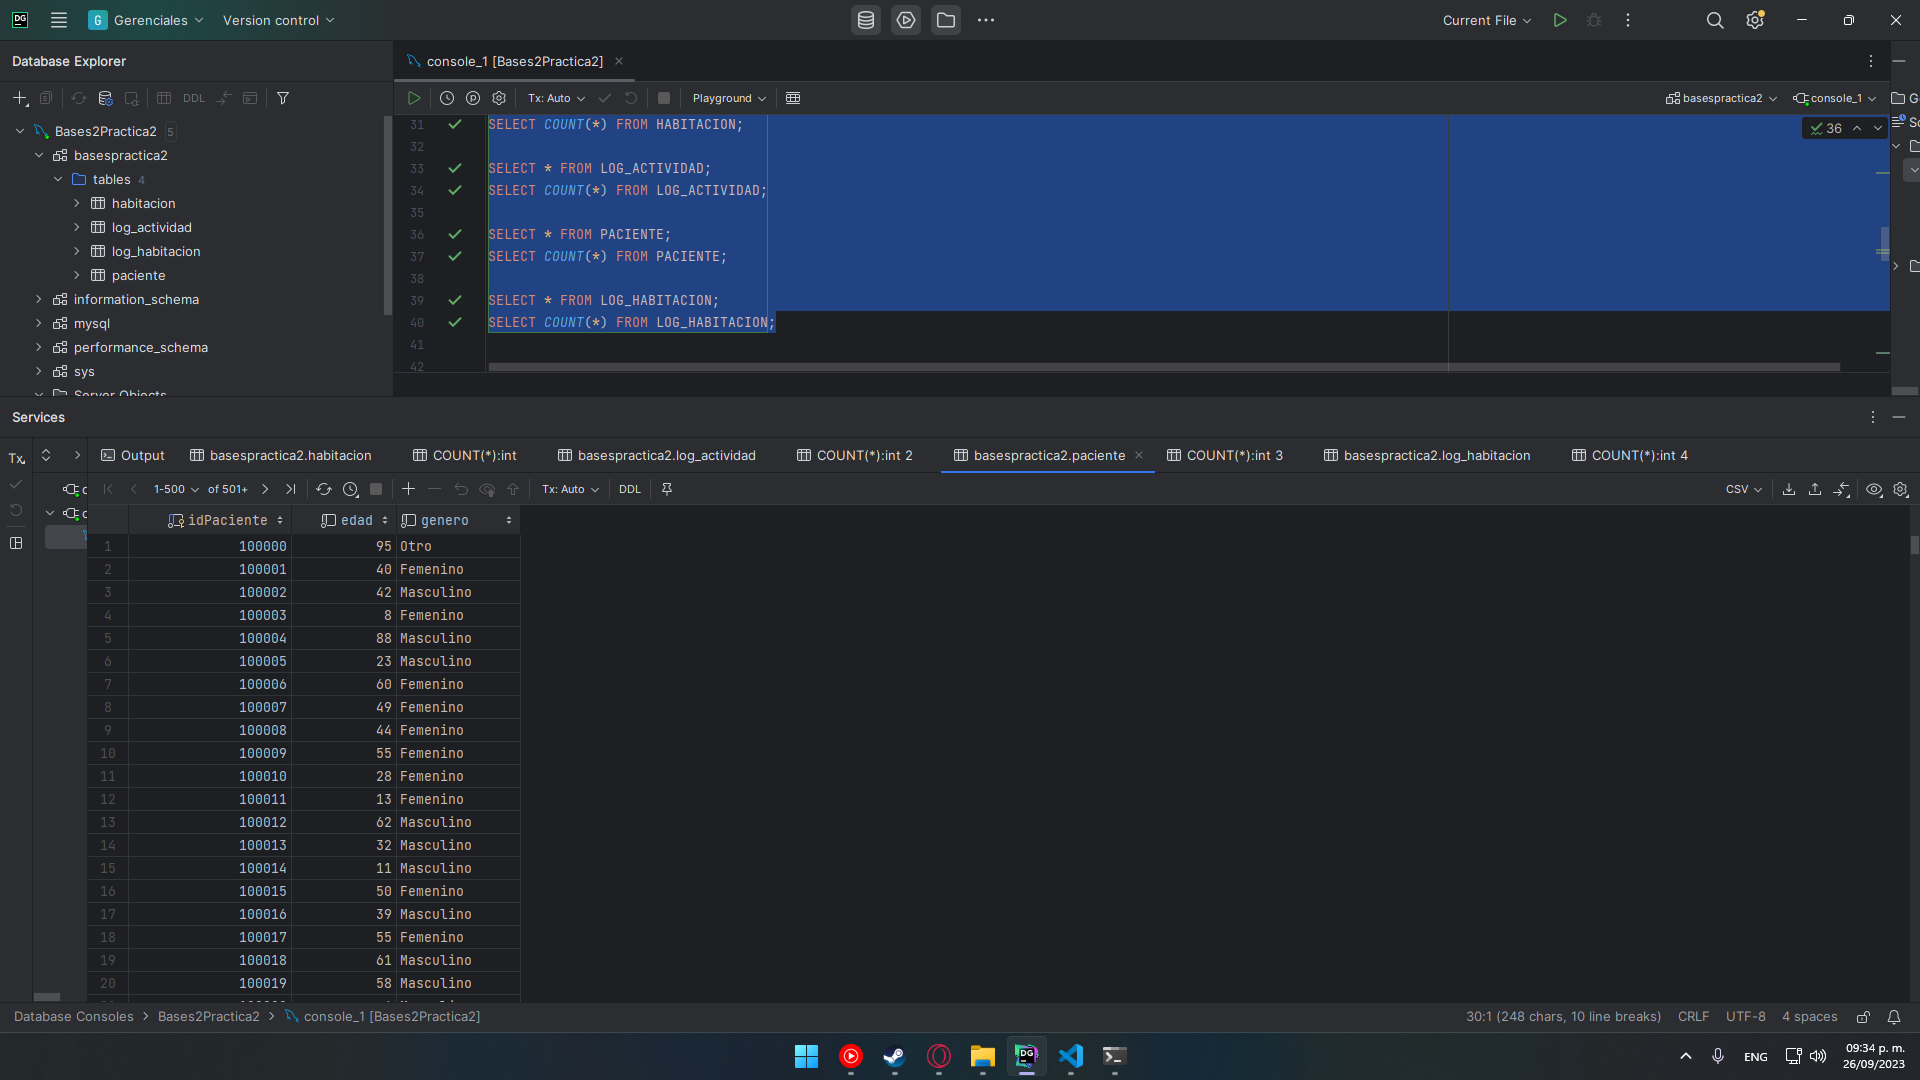 DG
G Gerenciales Version control
Current File
Database Explorer
console_1 [Bases2Practica2]
DDL
Tx: Auto
Playground
basespractica2
console_1
Bases2Practica2 5
basespractica2
tables 4
habitacion
log_actividad
log_habitacion
paciente
information_schema
mysql
performance_schema
sys
Server Objects
31 SELECT COUNT(*) FROM HABITACION;
32
33 SELECT * FROM LOG_ACTIVIDAD;
34 SELECT COUNT(*) FROM LOG_ACTIVIDAD;
35
36 SELECT * FROM PACIENTE;
37 SELECT COUNT(*) FROM PACIENTE;
38
39 SELECT * FROM LOG_HABITACION;
40 SELECT COUNT(*) FROM LOG_HABITACION;
41
42
36
Services
Tx
Output basespractica2.habitacion COUNT(*):int basespractica2.log_actividad COUNT(*):int 2 basespractica2.paciente COUNT(*):int 3 basespractica2.log_habitacion COUNT(*):int 4
1-500 of 501+ Tx: Auto DDL CSV
idPaciente edad genero
1 100000 95 Otro
2 100001 40 Femenino
3 100002 42 Masculino
4 100003 8 Femenino
5 100004 88 Masculino
6 100005 23 Masculino
7 100006 60 Femenino
8 100007 49 Femenino
9 100008 44 Femenino
10 100009 55 Femenino
11 100010 28 Femenino
12 100011 13 Femenino
13 100012 62 Masculino
14 100013 32 Masculino
15 100014 11 Masculino
16 100015 50 Femenino
17 100016 39 Masculino
18 100017 55 Femenino
19 100018 61 Masculino
20 100019 58 Masculino
Database Consoles > Bases2Practica2 > console_1 [Bases2Practica2]
30:1 (248 chars, 10 line breaks) CRLF UTF-8 4 spaces
DG
ENG
09:34 p. m.
26/09/2023